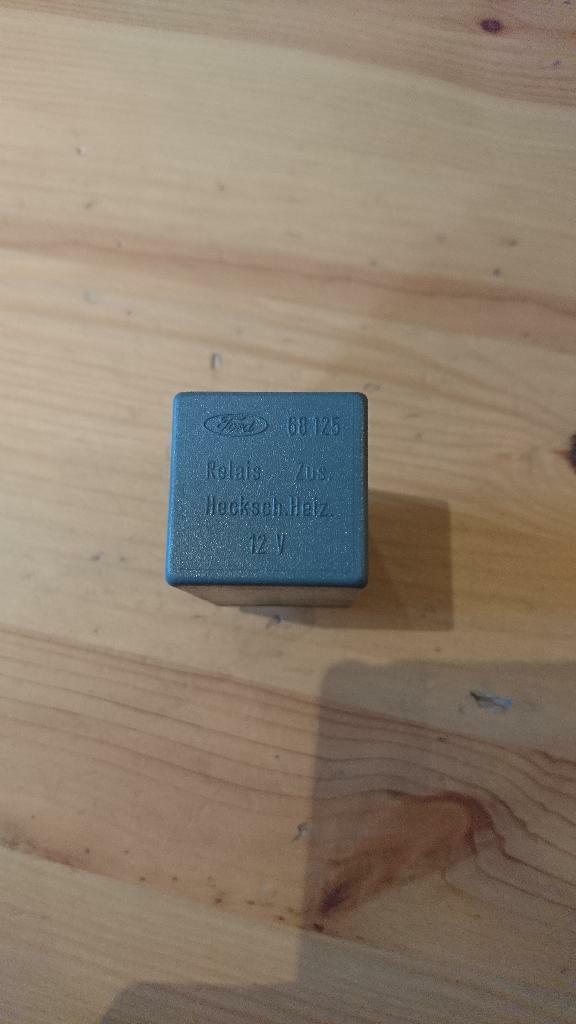 Ford 68 125
Relais Zus.
Hecksch.Heiz.
12 V